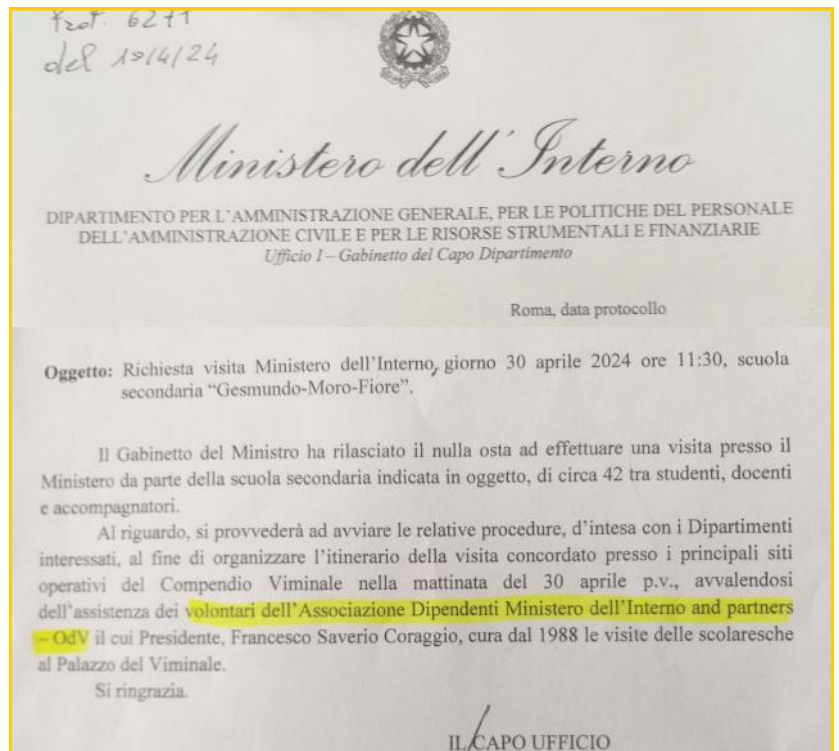 Prot. 6271
del 10/4/24
Ministero dell'Interno
DIPARTIMENTO PER L'AMMINISTRAZIONE GENERALE, PER LE POLITICHE DEL PERSONALE
DELL'AMMINISTRAZIONE CIVILE E PER LE RISORSE STRUMENTALI E FINANZIARIE
Ufficio I – Gabinetto del Capo Dipartimento
Roma, data protocollo
Oggetto: Richiesta visita Ministero dell'Interno, giorno 30 aprile 2024 ore 11:30, scuola
secondaria "Gesmundo-Moro-Fiore".
Il Gabinetto del Ministro ha rilasciato il nulla osta ad effettuare una visita presso il
Ministero da parte della scuola secondaria indicata in oggetto, di circa 42 tra studenti, docenti
e accompagnatori.
Al riguardo, si provvederà ad avviare le relative procedure, d'intesa con i Dipartimenti
interessati, al fine di organizzare l'itinerario della visita concordato presso i principali siti
operativi del Compendio Viminale nella mattinata del 30 aprile p.v., avvalendosi
dell'assistenza dei volontari dell'Associazione Dipendenti Ministero dell'Interno and partners
– OdV il cui Presidente, Francesco Saverio Coraggio, cura dal 1988 le visite delle scolaresche
al Palazzo del Viminale.
Si ringrazia.
IL CAPO UFFICIO